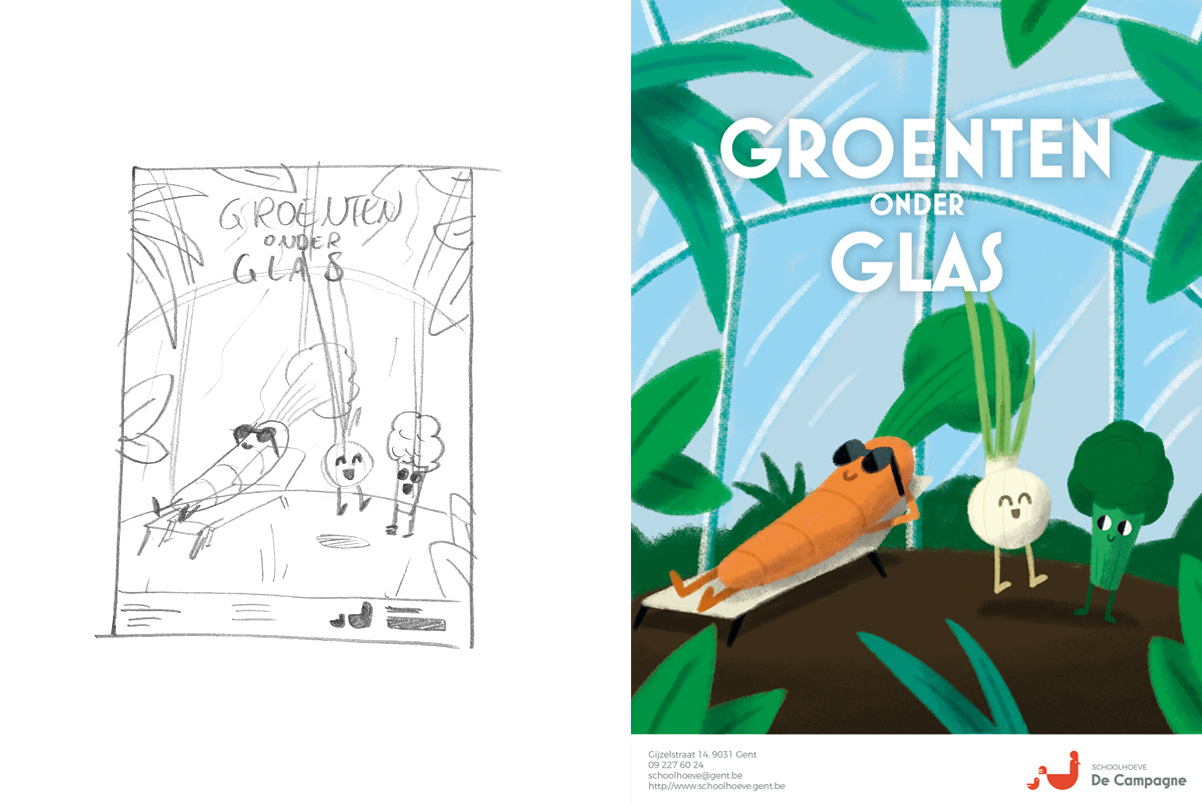 GROENTEN
ONDER
GLAS
GROENTEN
ONDER
GLAS
Gijzelstraat 14, 9031 Gent
09 227 60 24
schoolhoeve@gent.be
http://www.schoolhoeve.gent.be
SCHOOLHOEVE
De Campagne